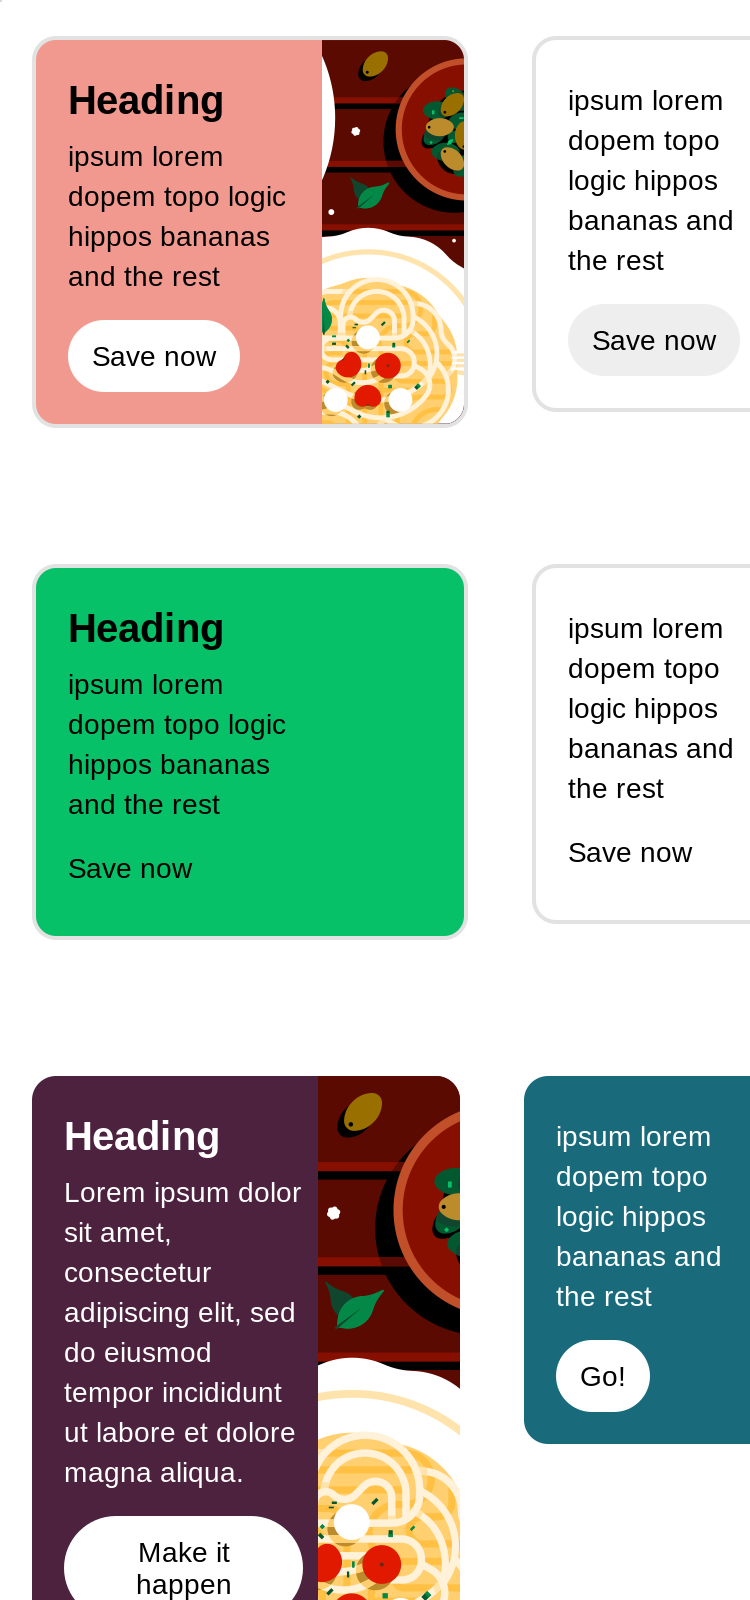 Heading
ipsum lorem
dopem topo logic
hippos bananas
and the rest
Save now
ipsum lorem
dopem topo
logic hippos
bananas and
the rest
Save now
Heading
ipsum lorem
dopem topo logic
hippos bananas
and the rest
Save now
ipsum lorem
dopem topo
logic hippos
bananas and
the rest
Save now
Heading
Lorem ipsum dolor
sit amet,
consectetur
adipiscing elit, sed
do eiusmod
tempor incididunt
ut labore et dolore
magna aliqua.
Make it
happen
ipsum lorem
dopem topo
logic hippos
bananas and
the rest
Go!